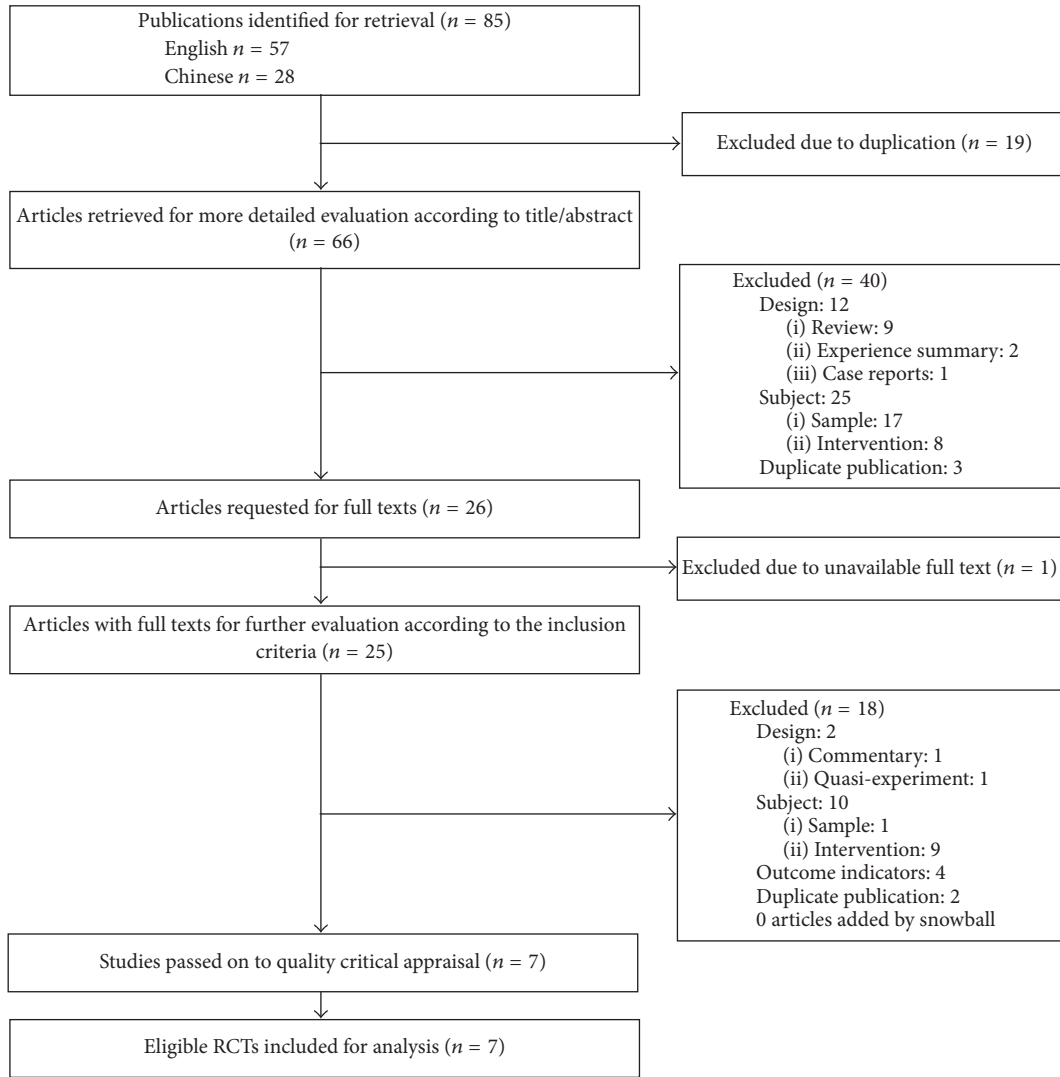 Publications identified for retrieval (n = 85)
English n = 57
Chinese n = 28
Excluded due to duplication (n = 19)
Articles retrieved for more detailed evaluation according to title/abstract
(n = 66)
Excluded (n = 40)
Design: 12
(i) Review: 9
(ii) Experience summary: 2
(iii) Case reports: 1
Subject: 25
(i) Sample: 17
(ii) Intervention: 8
Duplicate publication: 3
Articles requested for full texts (n = 26)
Excluded due to unavailable full text (n = 1)
Articles with full texts for further evaluation according to the inclusion
criteria (n = 25)
Excluded (n = 18)
Design: 2
(i) Commentary: 1
(ii) Quasi-experiment: 1
Subject: 10
(i) Sample: 1
(ii) Intervention: 9
Outcome indicators: 4
Duplicate publication: 2
0 articles added by snowball
Studies passed on to quality critical appraisal (n = 7)
Eligible RCTs included for analysis (n = 7)